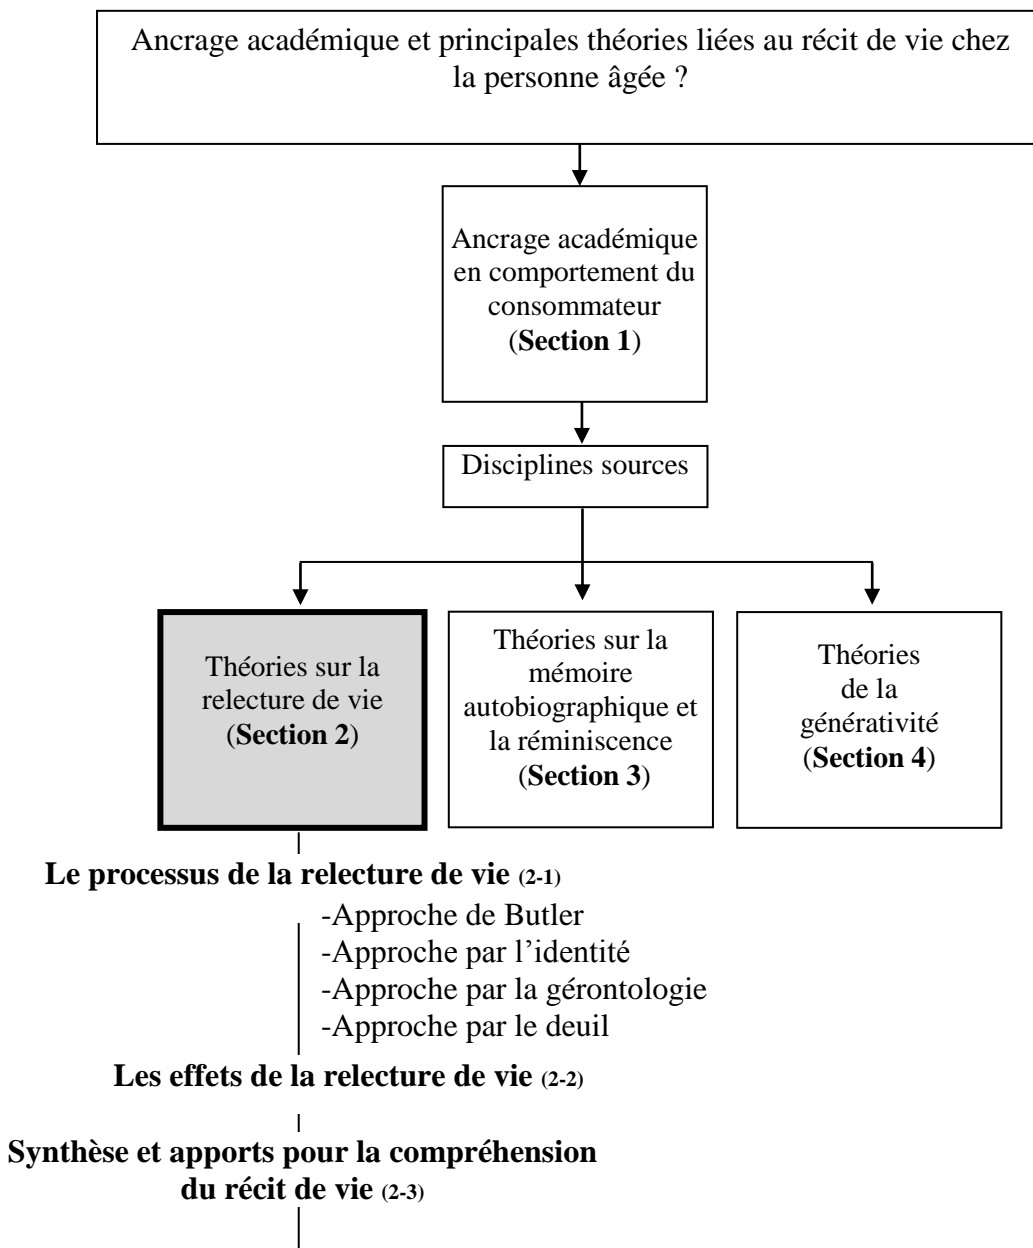 Ancrage académique et principales théories liées au récit de vie chez
la personne âgée ?
Ancrage académique
en comportement du
consommateur
(Section 1)
Disciplines sources
Théories sur la
relecture de vie
(Section 2)
Théories sur la
mémoire
autobiographique et
la réminiscence
(Section 3)
Théories
de la
générativité
(Section 4)
Le processus de la relecture de vie (2-1)
-Approche de Butler
-Approche par l’identité
-Approche par la gérontologie
-Approche par le deuil
Les effets de la relecture de vie (2-2)
Synthèse et apports pour la compréhension
du récit de vie (2-3)